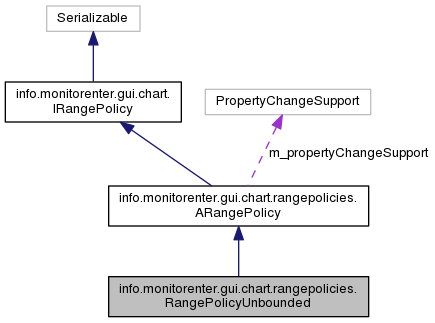 Serializable
info.monitorenter.gui.chart.
IRangePolicy
PropertyChangeSupport
m_propertyChangeSupport
info.monitorenter.gui.chart.rangepolicies.
ARangePolicy
info.monitorenter.gui.chart.rangepolicies.
RangePolicyUnbounded